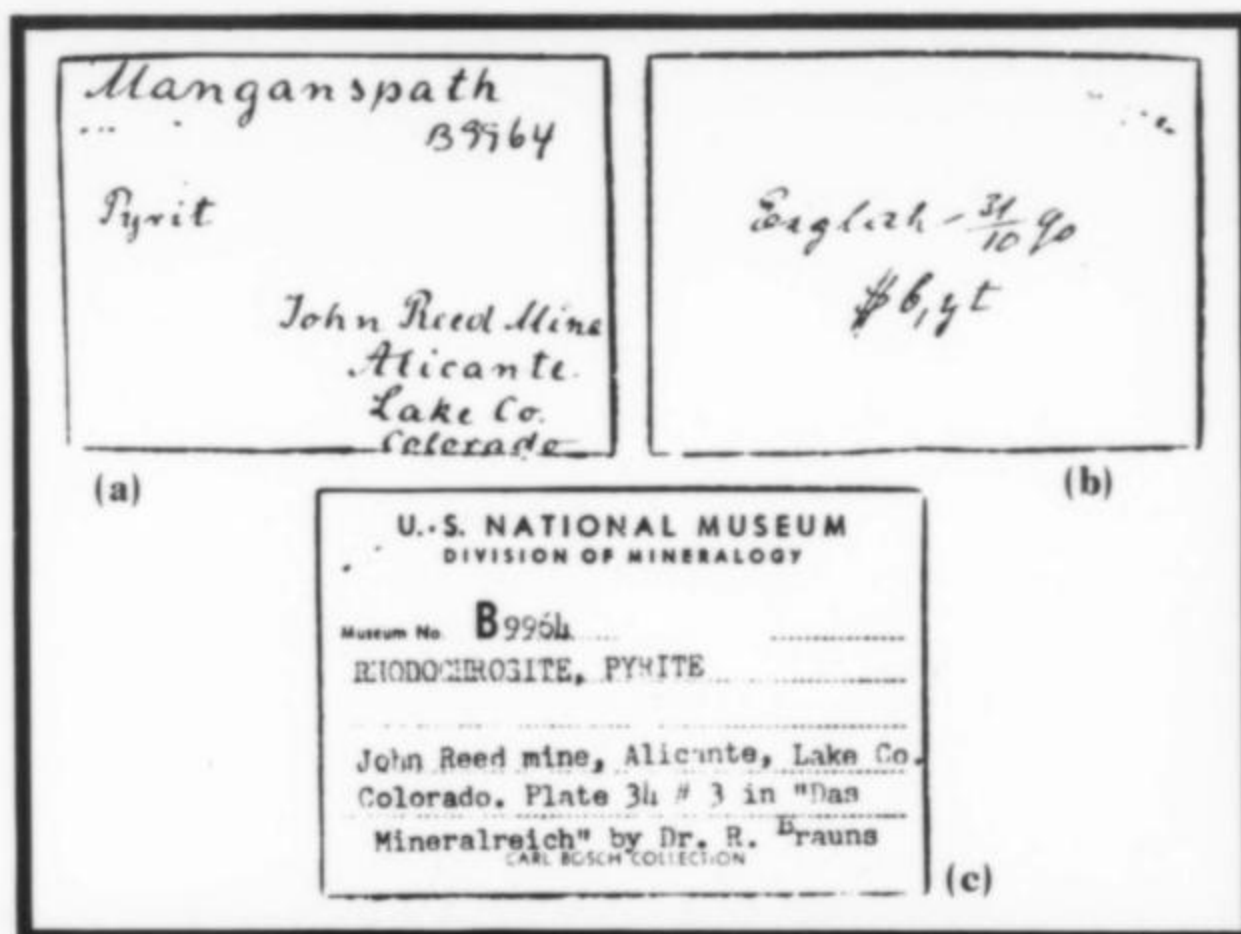 Manganspath
B9964
Pyrit
John Reed Mine
Alicante
Lake Co.
Colorado
(a)
English - 31/10 90
$
(b)
U.S. NATIONAL MUSEUM
DIVISION OF MINERALOGY
Museum No. B9964
RHODOCHROSITE, PYRITE
John Reed mine, Alicante, Lake Co.
Colorado. Plate 34 # 3 in "Das
Mineralreich" by Dr. R. Brauns
CARL BOSCH COLLECTION
(c)